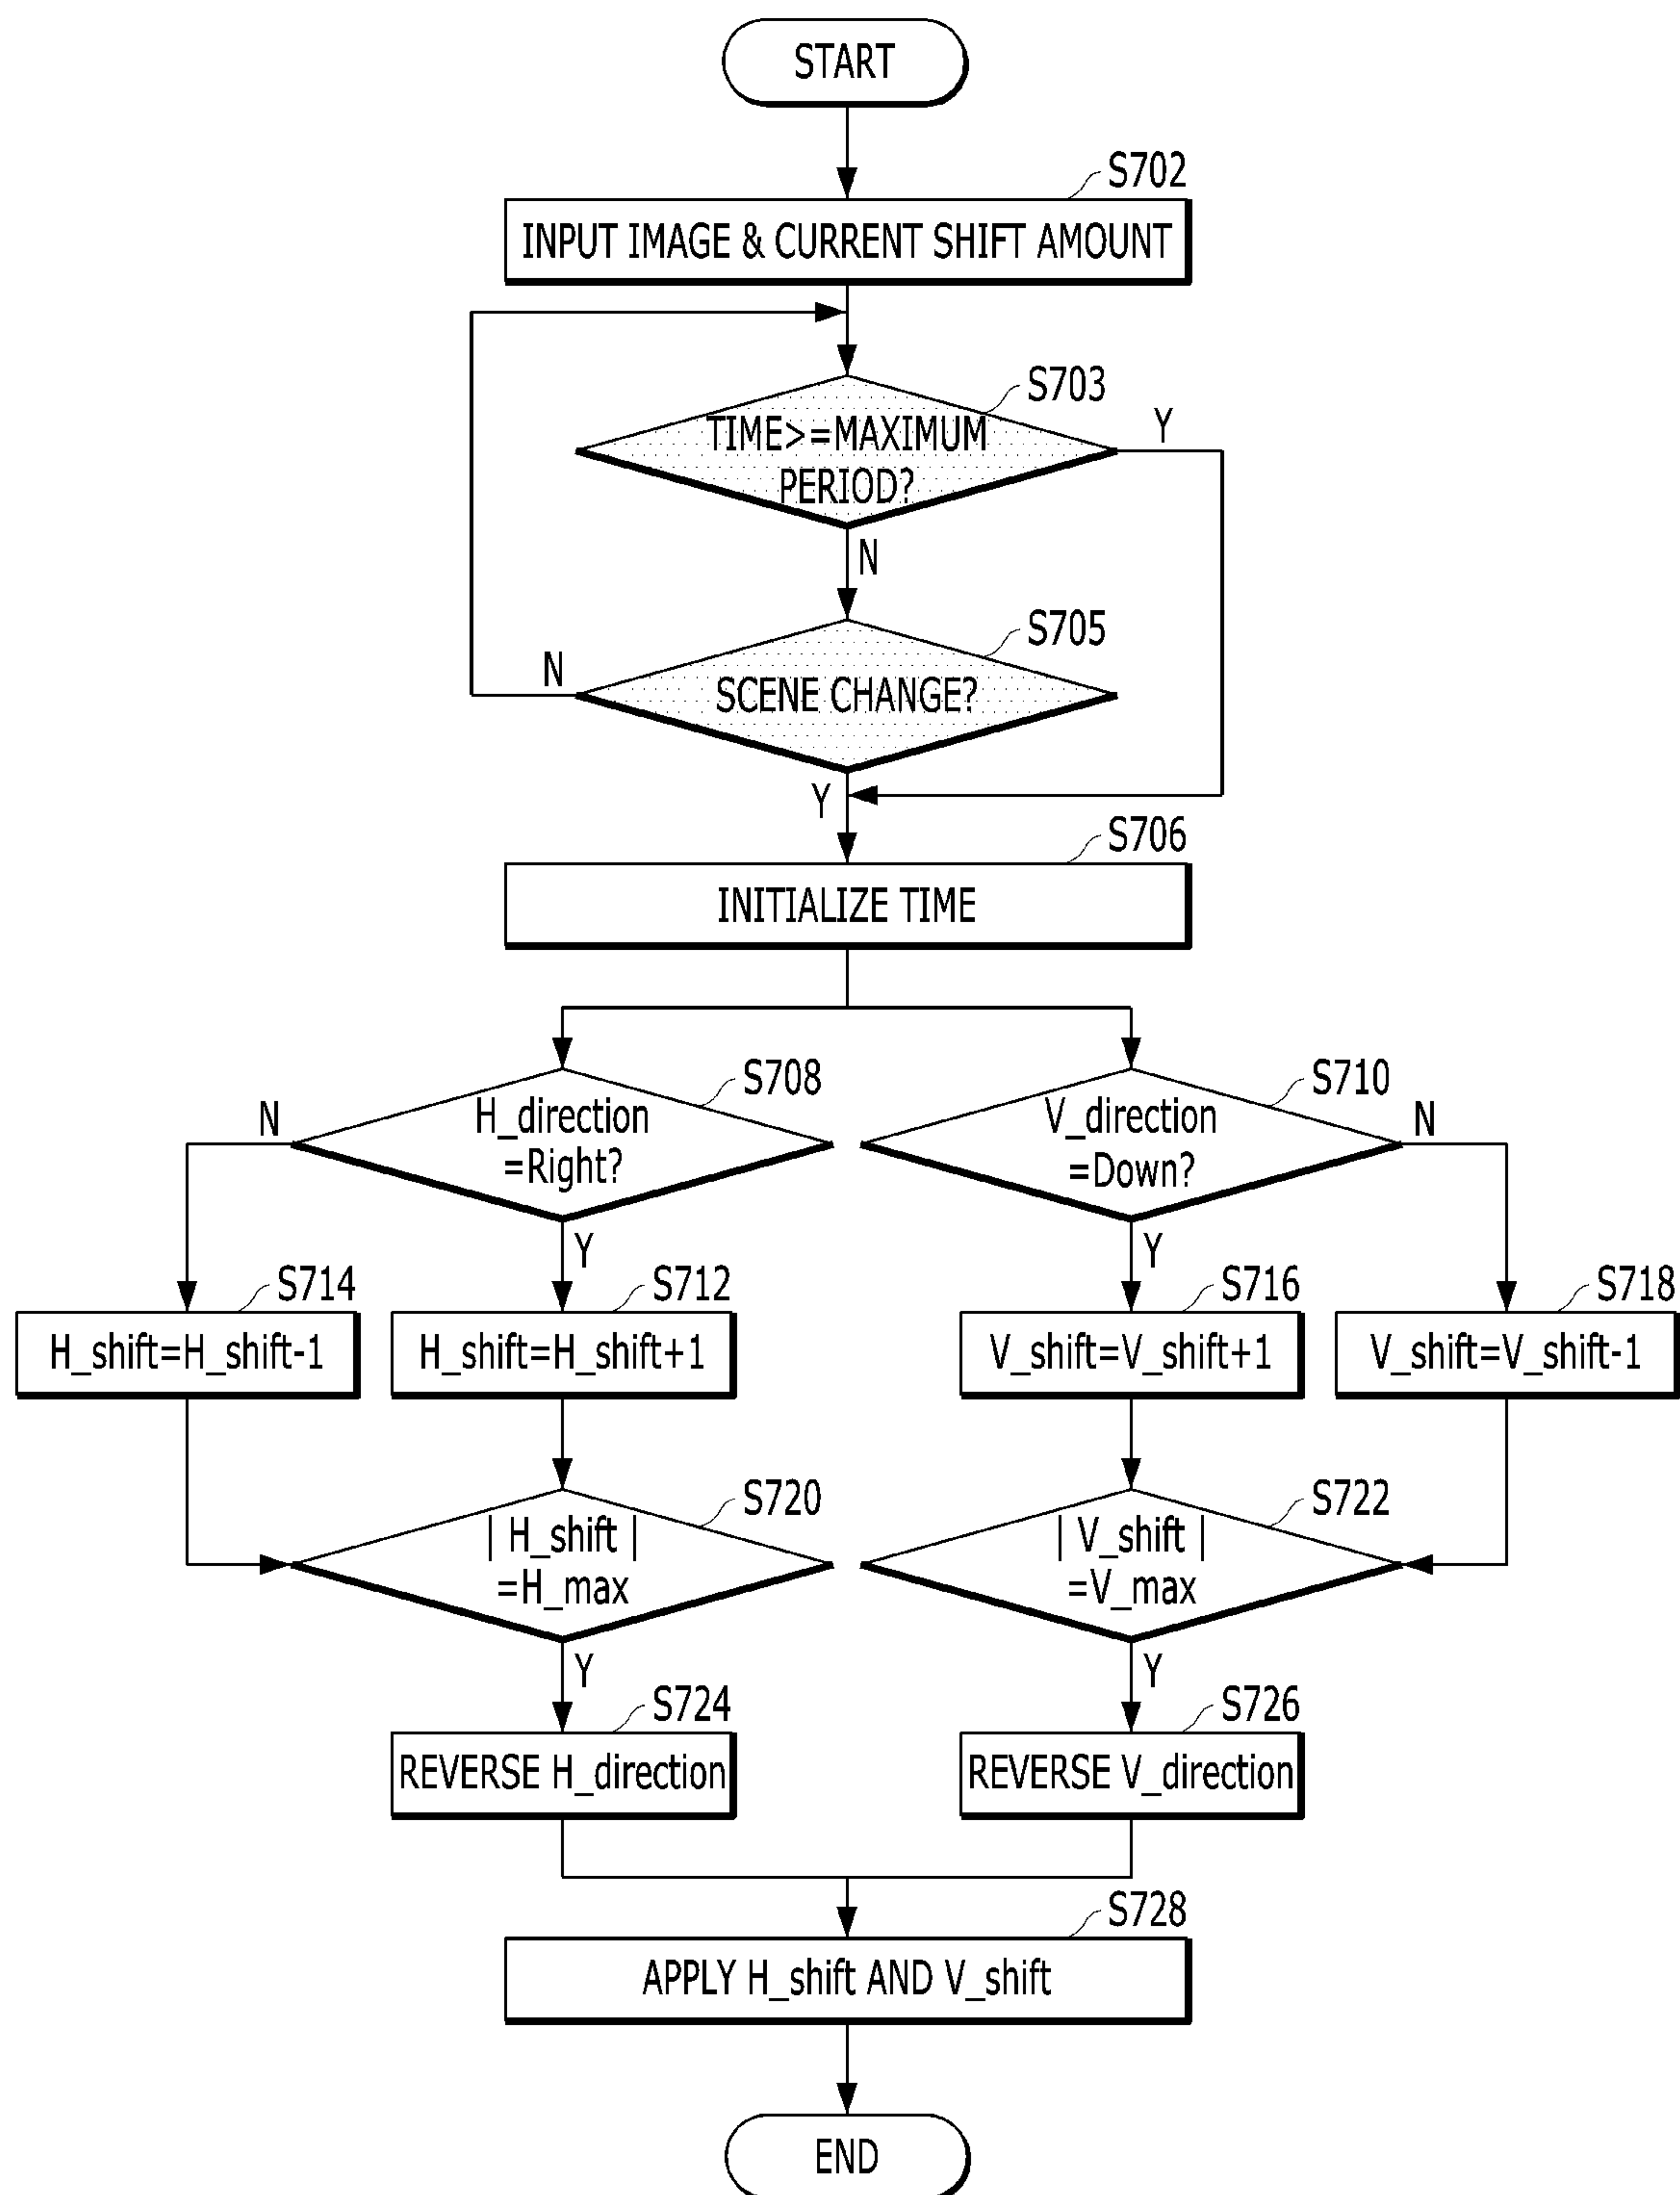 START
S702
INPUT IMAGE & CURRENT SHIFT AMOUNT
S703
TIME>=MAXIMUM
PERIOD?
Y
N
S705
SCENE CHANGE?
N
Y
S706
INITIALIZE TIME
S708
H_direction
=Right?
N
Y
S710
V_direction
=Down?
N
Y
S714
H_shift=H_shift-1
S712
H_shift=H_shift+1
S716
V_shift=V_shift+1
S718
V_shift=V_shift-1
S720
| H_shift |
=H_max
Y
S722
| V_shift |
=V_max
Y
S724
REVERSE H_direction
S726
REVERSE V_direction
S728
APPLY H_shift AND V_shift
END